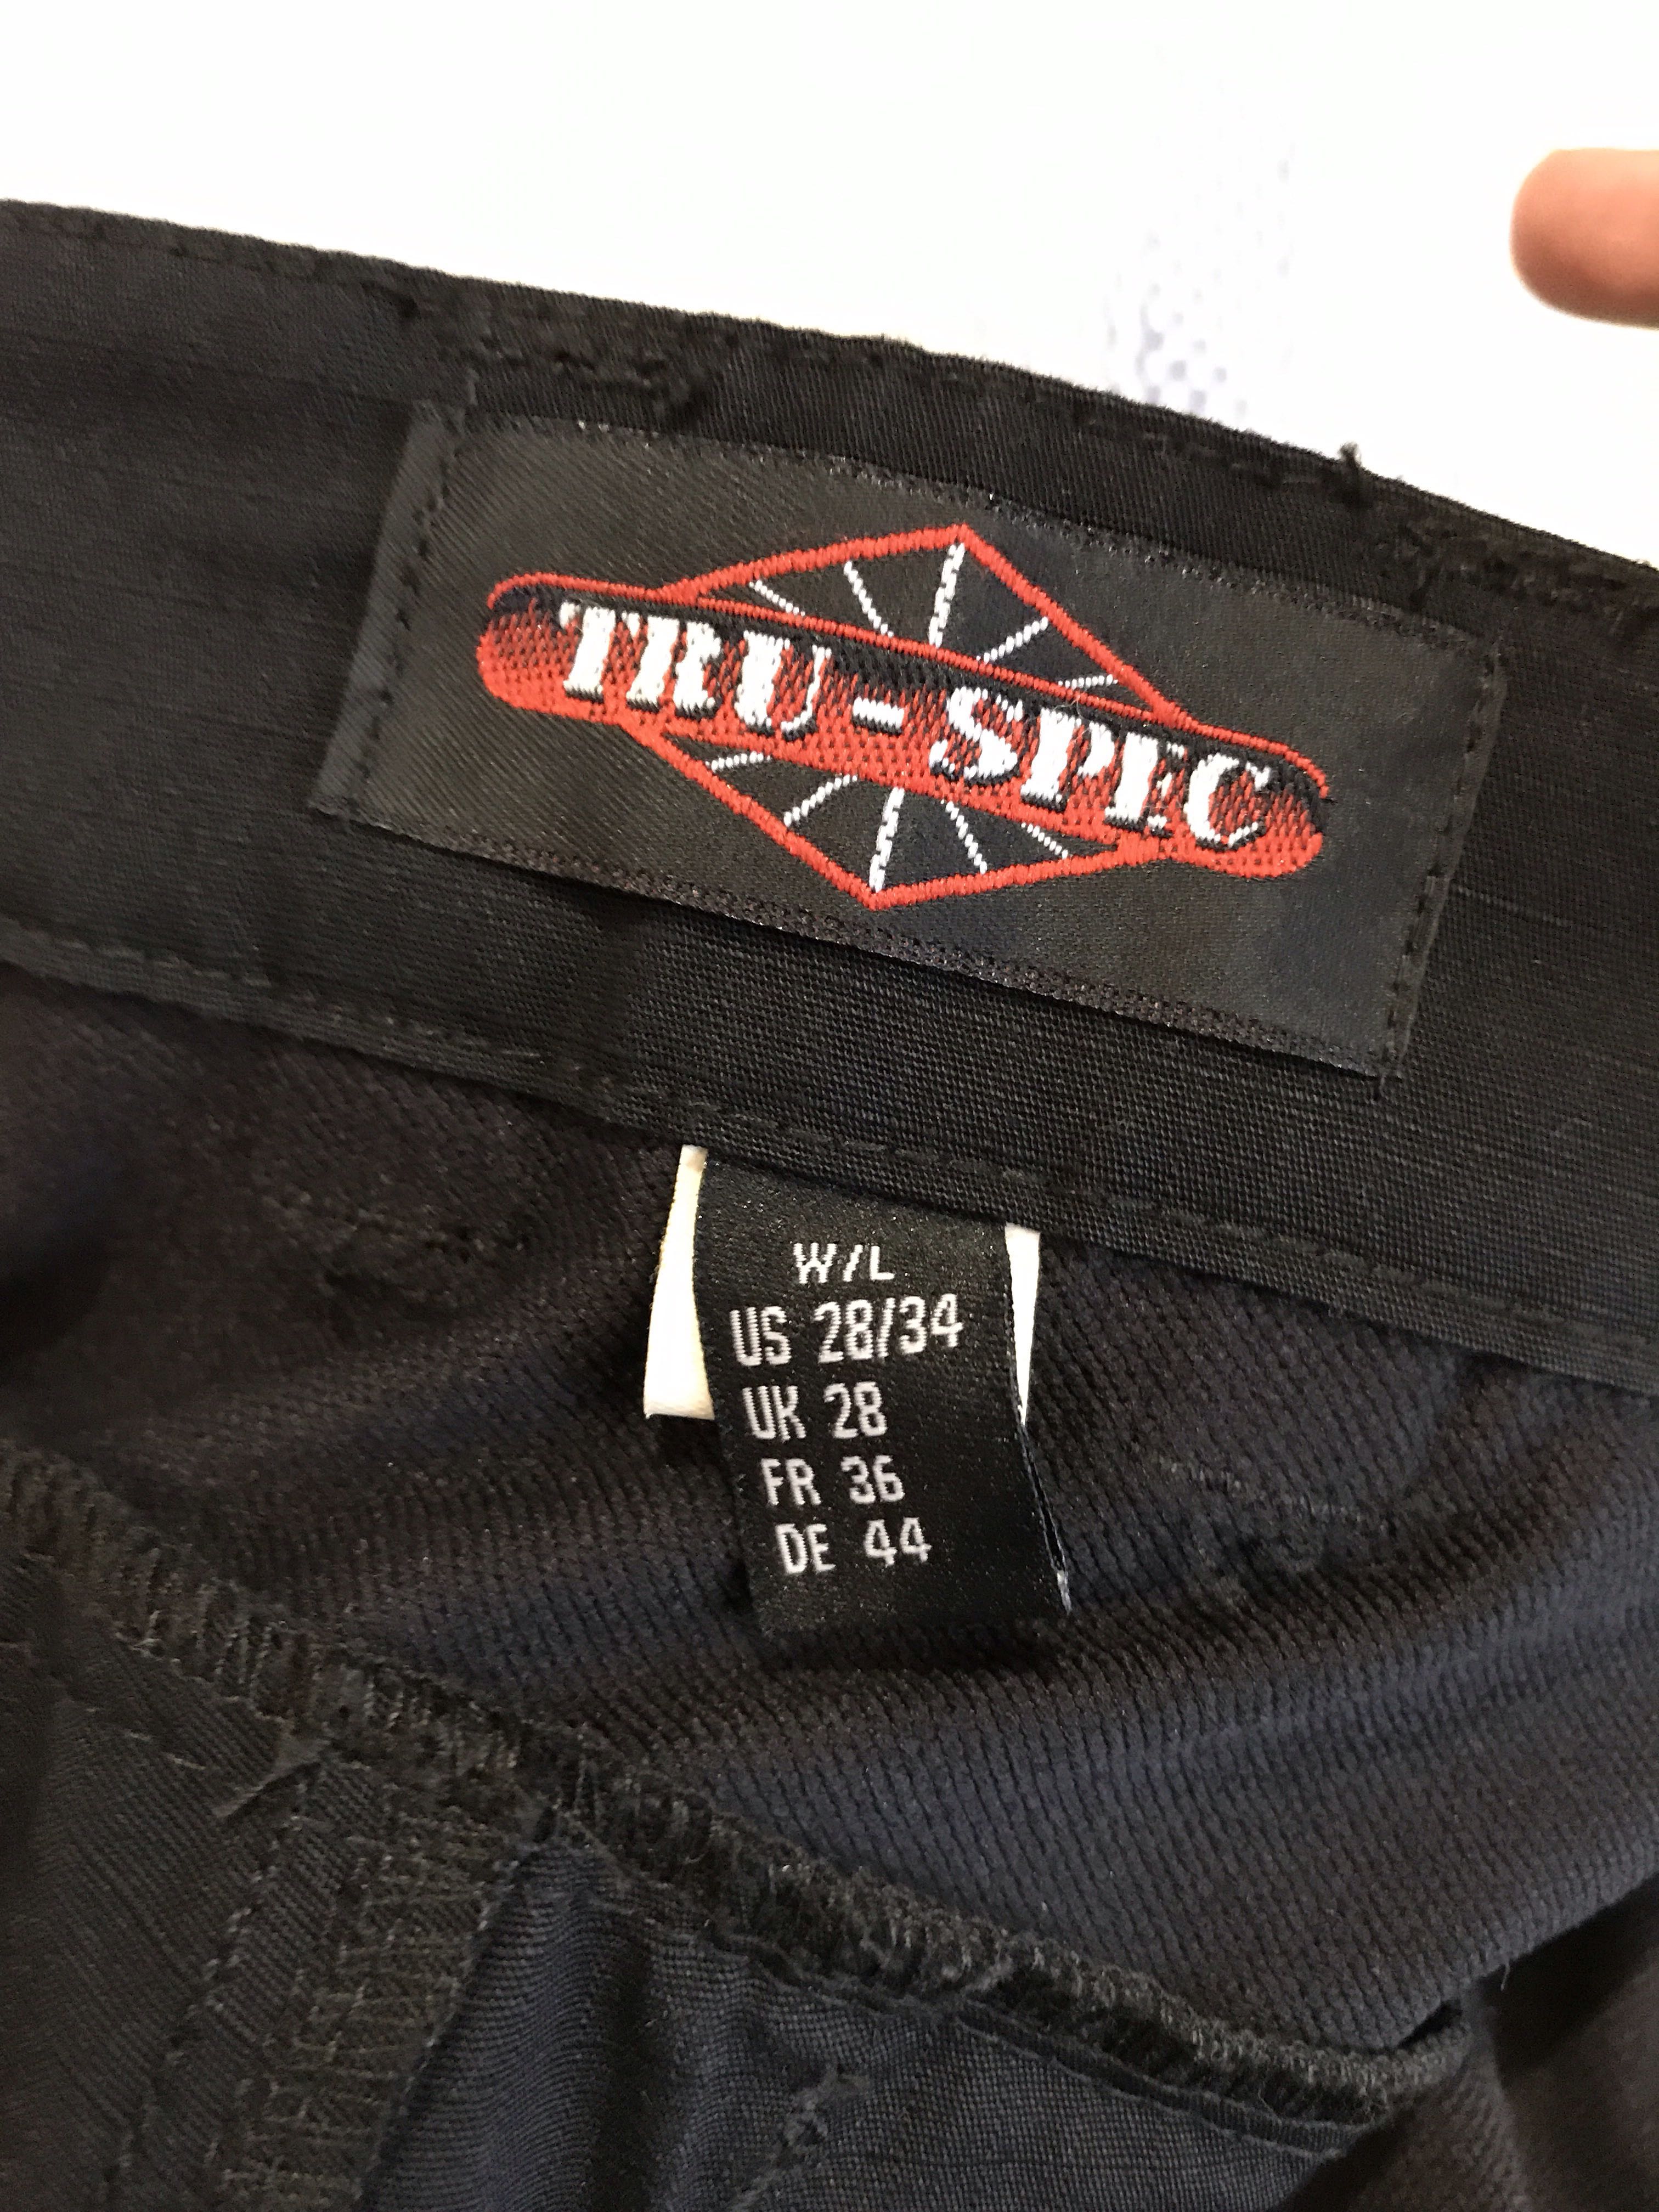 TRU-SPEC
W/L
US 28/34
UK 28
FR 36
DE 44